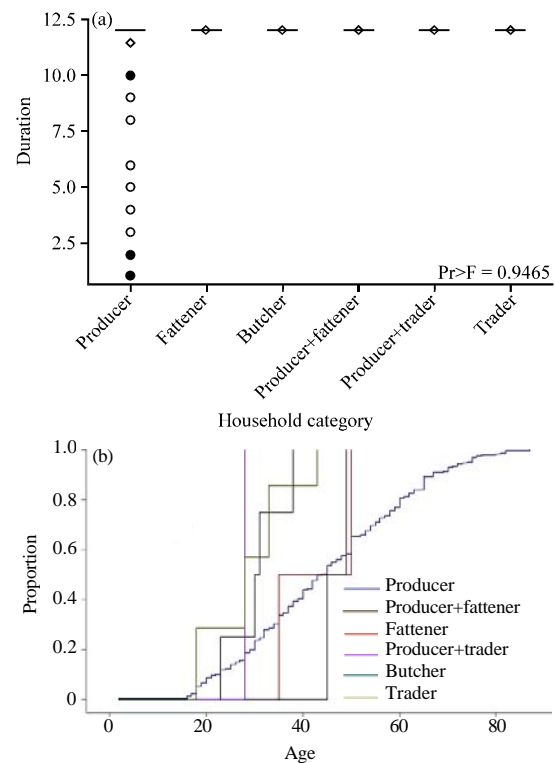 (a)
12.5
10.0
7.5
5.0
2.5
Duration
Pr>F = 0.9465
Producer
Fattener
Butcher
Producer+fattener
Producer+trader
Trader
Household category
(b)
1.0
0.8
0.6
0.4
0.2
0
Proportion
Producer
Producer+fattener
Fattener
Producer+trader
Butcher
Trader
0 20 40 60 80
Age